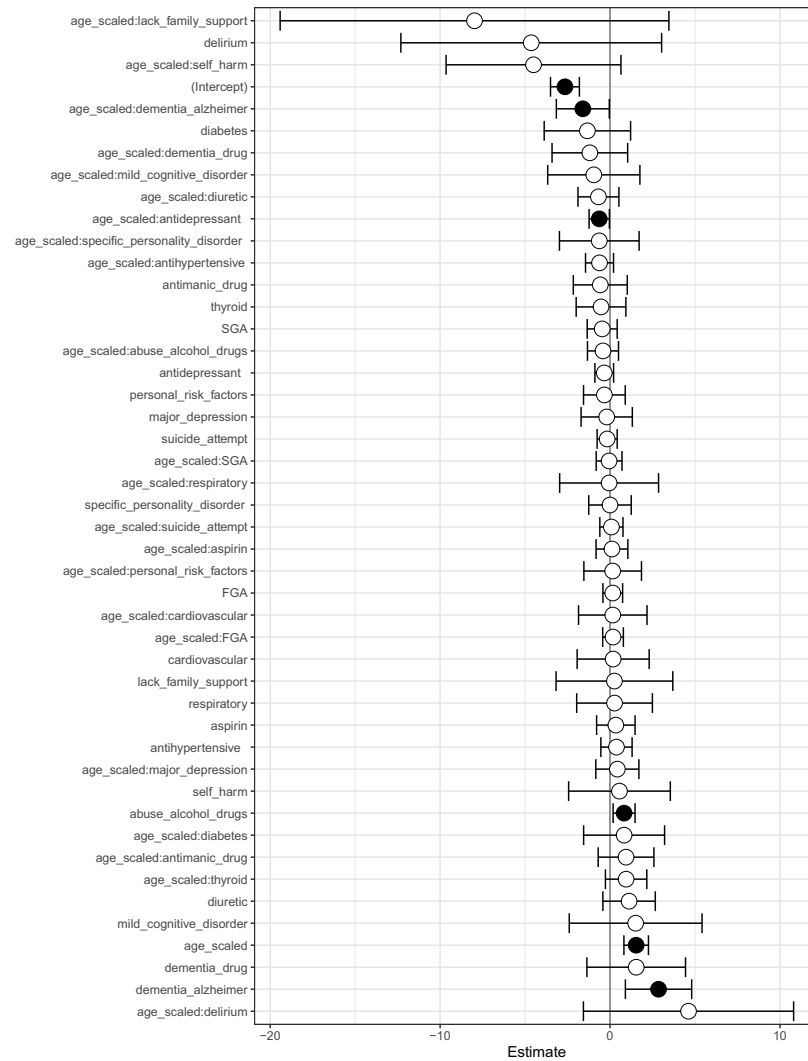 age_scaled:lack_family_support
delirium
age_scaled:self_harm
(Intercept)
age_scaled:dementia_alzheimer
diabetes
age_scaled:dementia_drug
age_scaled:mild_cognitive_disorder
age_scaled:diuretic
age_scaled:antidepressant
age_scaled:specific_personality_disorder
age_scaled:antihypertensive
antimanic_drug
thyroid
SGA
age_scaled:abuse_alcohol_drugs
antidepressant
personal_risk_factors
major_depression
suicide_attempt
age_scaled:SGA
age_scaled:respiratory
specific_personality_disorder
age_scaled:suicide_attempt
age_scaled:aspirin
age_scaled:personal_risk_factors
FGA
age_scaled:cardiovascular
age_scaled:FGA
cardiovascular
lack_family_support
respiratory
aspirin
antihypertensive
age_scaled:major_depression
self_harm
abuse_alcohol_drugs
age_scaled:diabetes
age_scaled:antimanic_drug
age_scaled:thyroid
diuretic
mild_cognitive_disorder
age_scaled
dementia_drug
dementia_alzheimer
age_scaled:delirium
−20 −10 0 10
Estimate